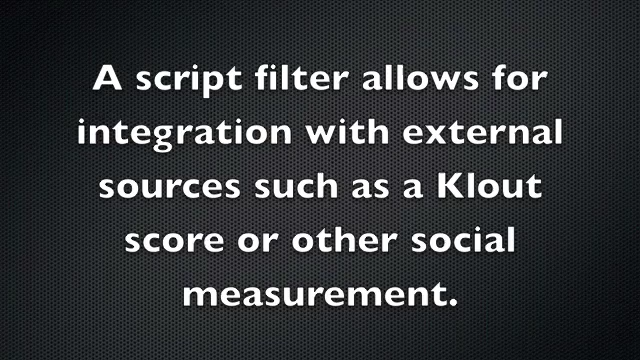 A script filter allows for
integration with external
sources such as a Klout
score or other social
measurement.